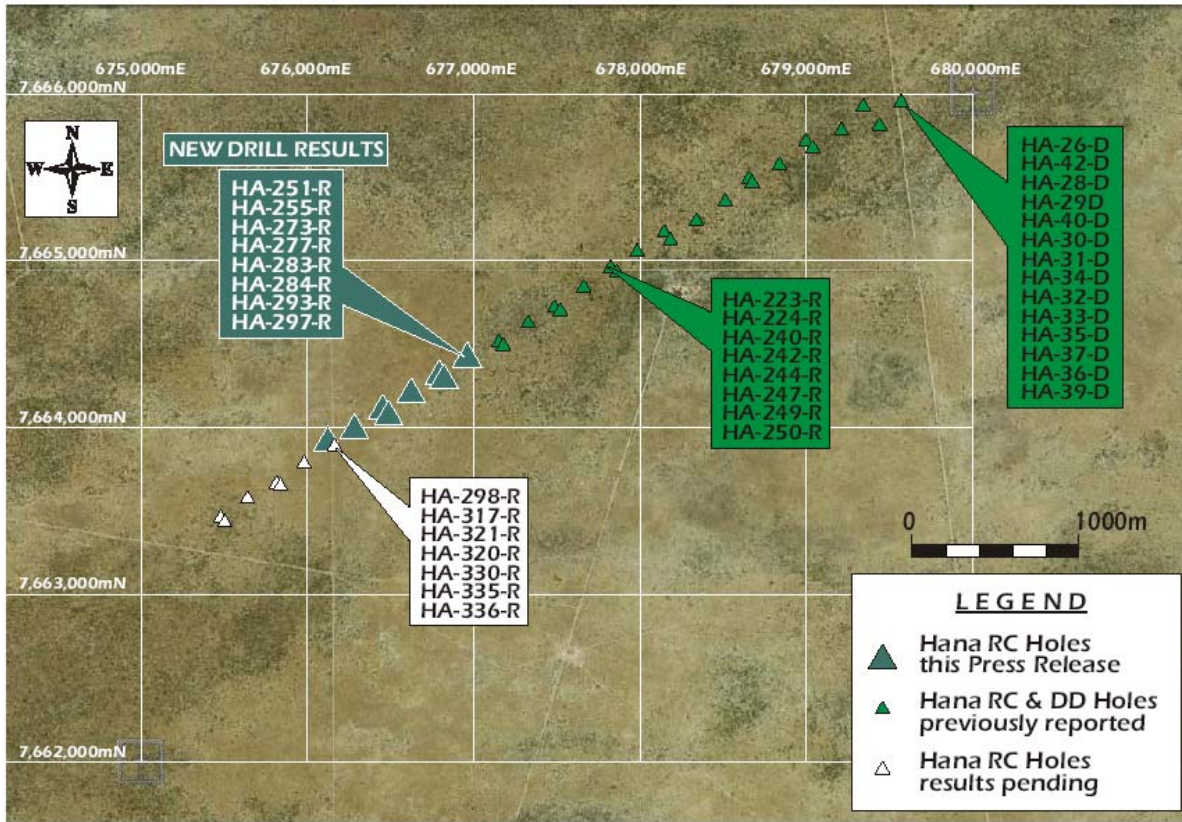 675,000mE
676,000mE
677,000mE
678,000mE
679,000mE
680,000mE
7,666,000mN
N
W E
S
NEW DRILL RESULTS
HA-251-R
HA-255-R
HA-273-R
HA-277-R
HA-283-R
HA-284-R
HA-293-R
HA-297-R
HA-26-D
HA-42-D
HA-28-D
HA-29D
HA-40-D
HA-30-D
HA-31-D
HA-34-D
HA-32-D
HA-33-D
HA-35-D
HA-37-D
HA-36-D
HA-39-D
7,665,000mN
HA-223-R
HA-224-R
HA-240-R
HA-242-R
HA-244-R
HA-247-R
HA-249-R
HA-250-R
7,664,000mN
HA-298-R
HA-317-R
HA-321-R
HA-320-R
HA-330-R
HA-335-R
HA-336-R
0 1000m
7,663,000mN
7,662,000mN
LEGEND
Hana RC Holes
this Press Release
Hana RC & DD Holes
previously reported
Hana RC Holes
results pending